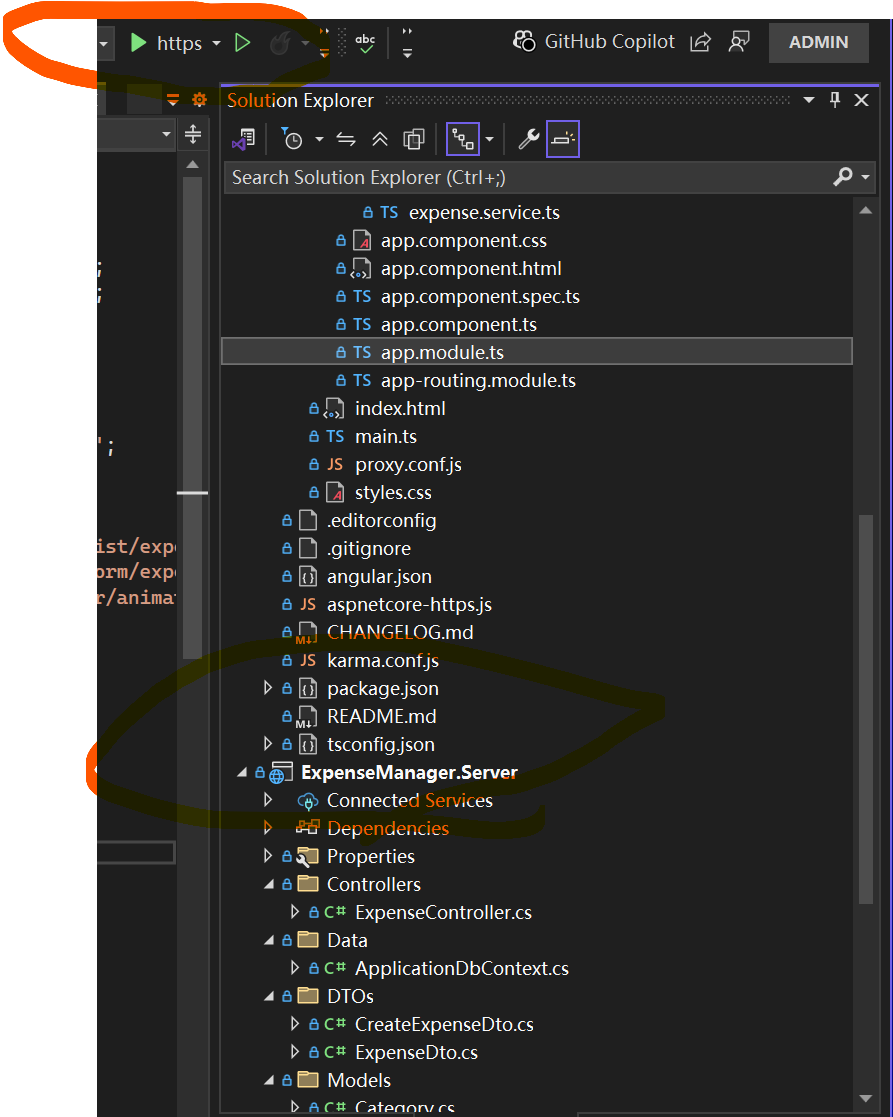 https
abc
GitHub Copilot
ADMIN
Solution Explorer
Search Solution Explorer (Ctrl+;)
TS expense.service.ts
app.component.css
;
app.component.html
;
TS app.component.spec.ts
TS app.component.ts
TS app.module.ts
TS app-routing.module.ts
index.html
';
TS main.ts
JS proxy.conf.js
styles.css
.editorconfig
ist/exp
.gitignore
orm/expe
angular.json
r/anima
JS aspnetcore-https.js
M↓ CHANGELOG.md
JS karma.conf.js
package.json
M↓ README.md
tsconfig.json
ExpenseManager.Server
Connected Services
Dependencies
Properties
Controllers
C# ExpenseController.cs
Data
C# ApplicationDbContext.cs
DTOs
C# CreateExpenseDto.cs
C# ExpenseDto.cs
Models
C# Category.cs